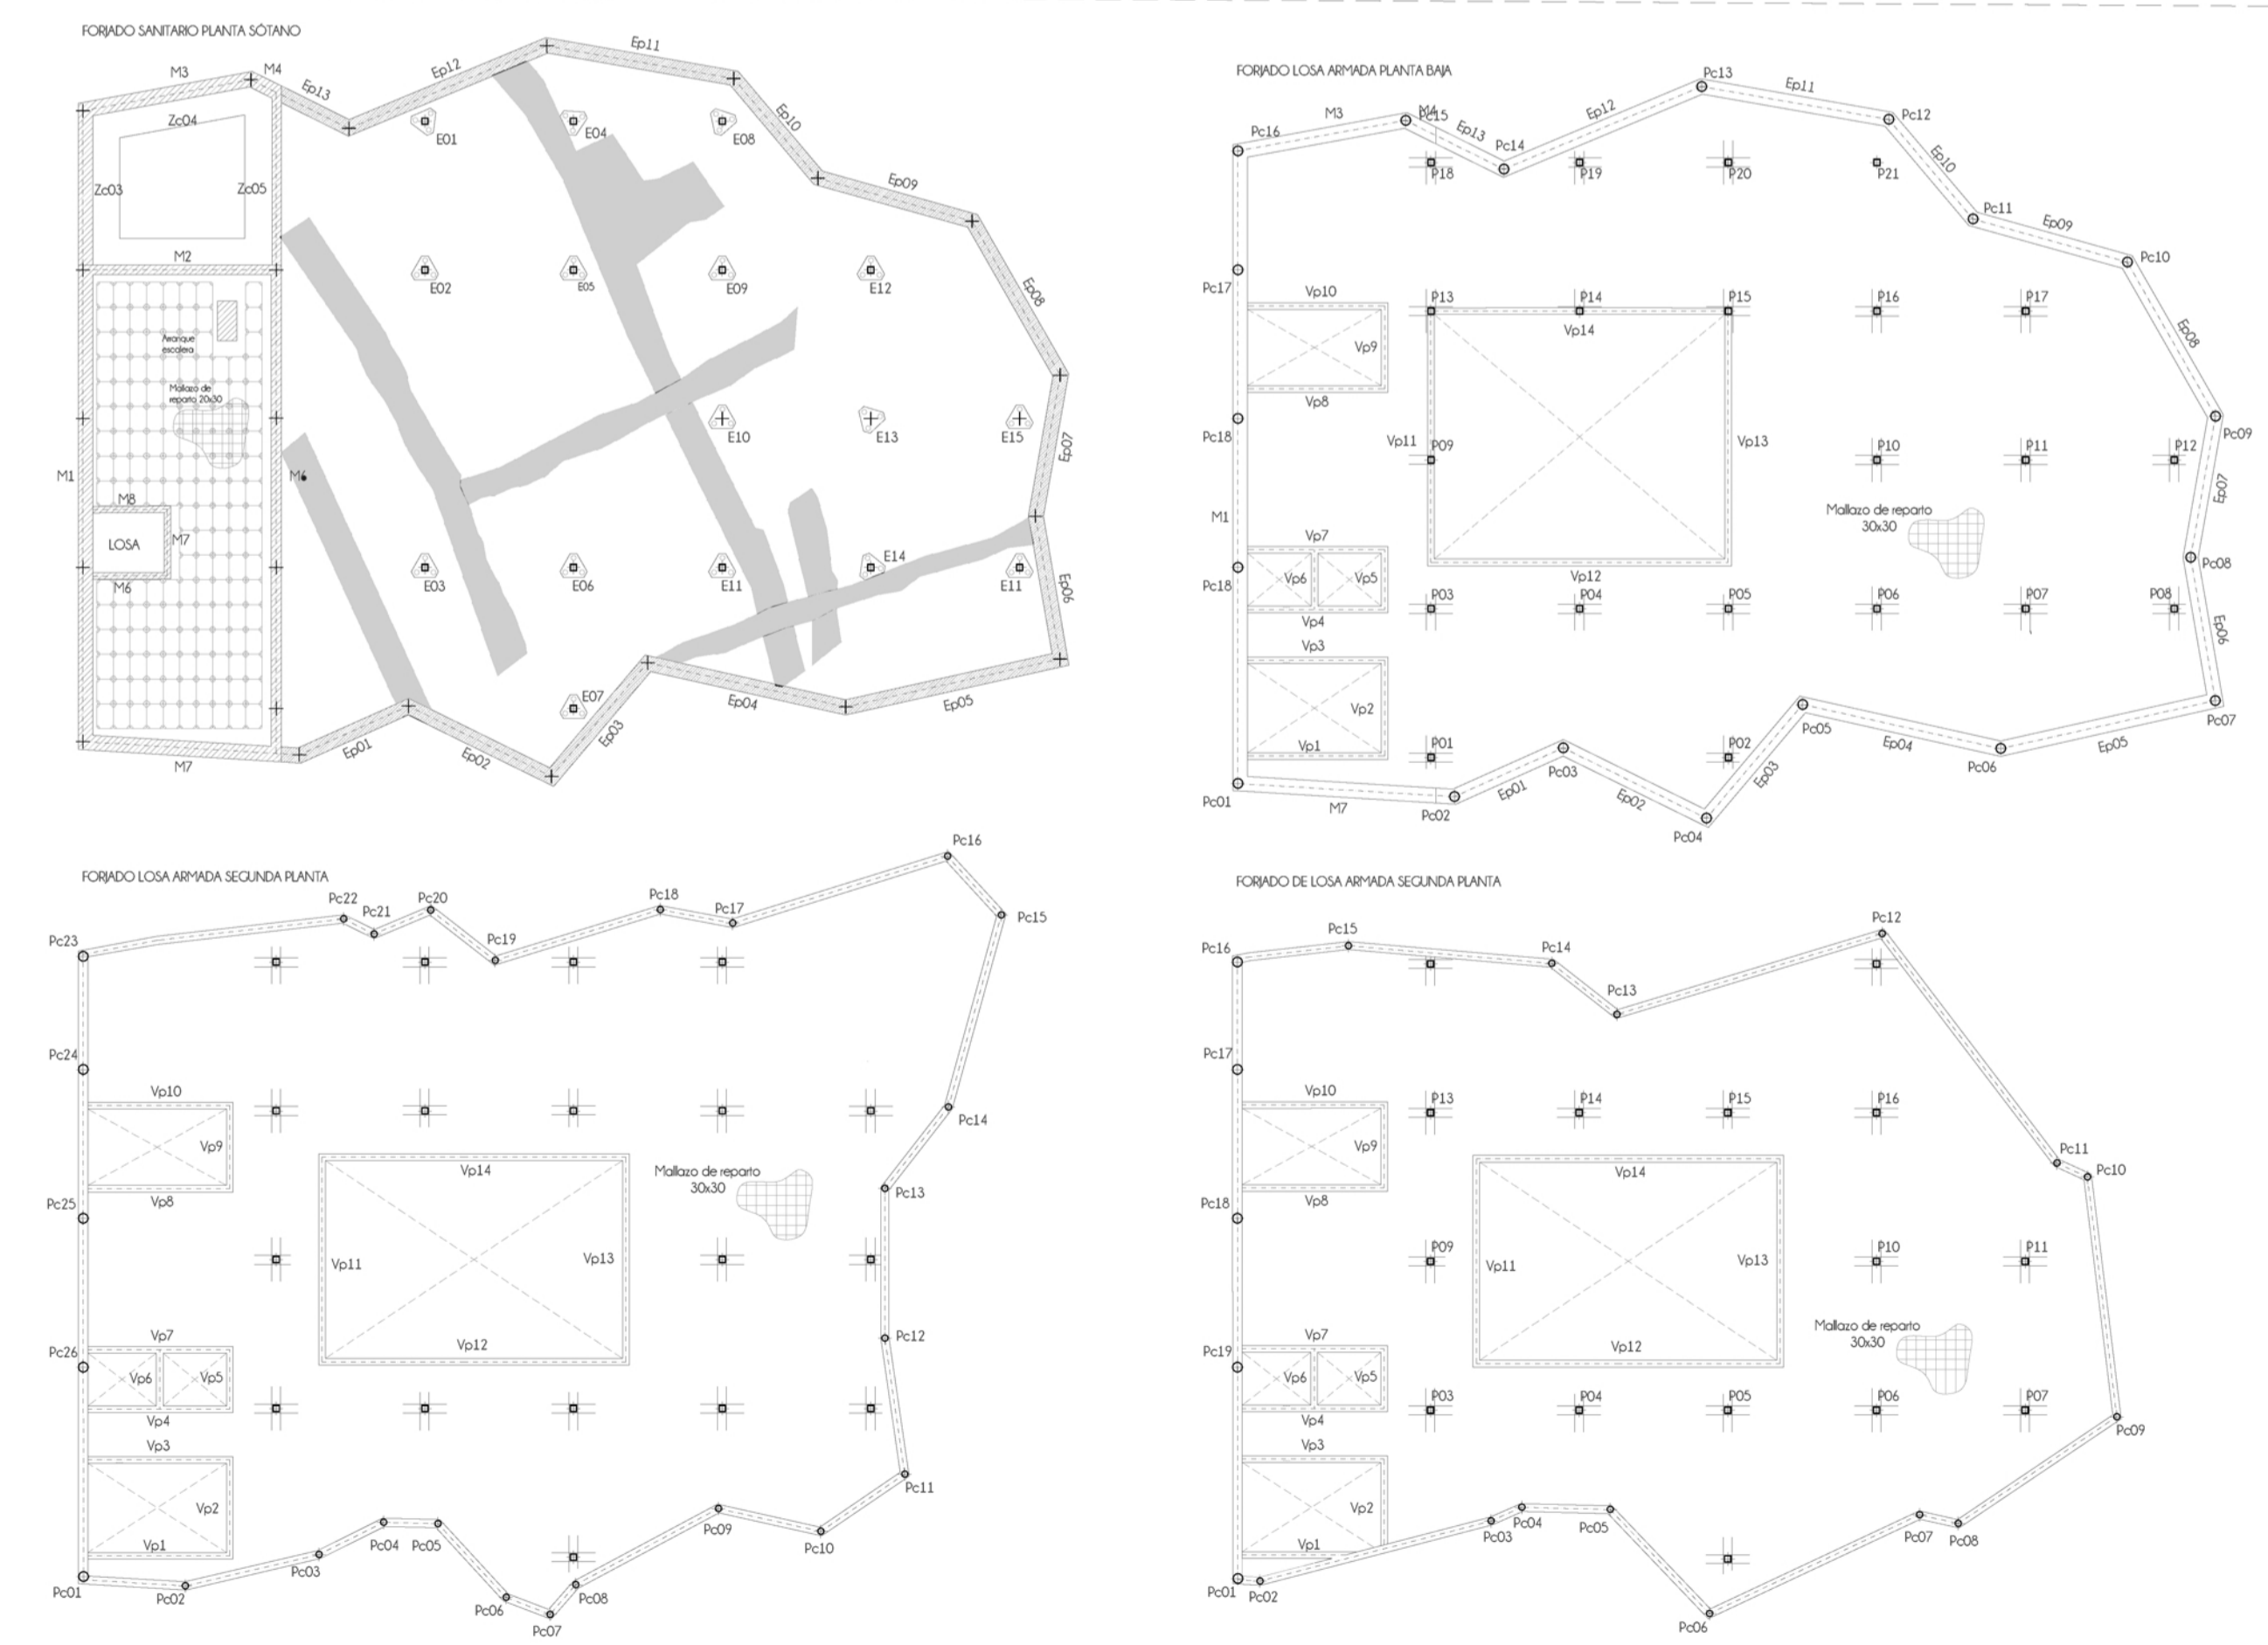 FORJADO SANITARIO PLANTA SÓTANO
Ep11
M3
M4
Ep12
Ep13
Zc04
E01
E04
E08
Ep10
Zc03
Zc05
Ep09
M2
E02
E05
E09
E12
Ep08
Arranque
escalera
Mallazo de
reparto 20x30
E10
E13
E15
Ep07
M1
M6
M8
LOSA
M7
M6
E03
E06
E11
E14
E11
Ep06
E07
Ep01
Ep02
Ep03
Ep04
Ep05
M7
FORJADO LOSA ARMADA PLANTA BAJA
Pc13
Ep11
M3
M4
Pc15
Ep12
Pc12
Pc16
Ep13
Pc14
Ep10
P18
P19
P20
P21
Pc11
Ep09
Pc10
Pc17
Vp10
P13
P14
P15
P16
P17
Vp14
Vp9
Ep08
Vp8
Pc18
Vp11
P09
Vp13
P10
P11
P12
Pc09
Ep07
M1
Mallazo de reparto
30x30
Vp7
Pc08
Pc18
Vp6
Vp5
Vp12
P03
P04
P05
P06
P07
P08
Vp4
Ep06
Vp3
Vp2
Vp1
P01
P02
Pc05
Pc07
Ep04
Ep05
Pc01
M7
Pc02
Ep01
Pc03
Ep02
Ep03
Pc06
Pc04
FORJADO LOSA ARMADA SEGUNDA PLANTA
Pc16
Pc22
Pc21
Pc20
Pc18
Pc17
Pc15
Pc23
Pc19
Pc24
Vp10
Pc14
Vp9
Vp14
Mallazo de reparto
30x30
Pc13
Vp8
Pc25
Vp11
Vp13
Vp7
Vp12
Pc12
Pc26
Vp6
Vp5
Vp4
Vp3
Pc11
Vp2
Vp1
Pc04
Pc05
Pc09
Pc10
Pc01
Pc02
Pc03
Pc06
Pc08
Pc07
FORJADO DE LOSA ARMADA SEGUNDA PLANTA
Pc12
Pc16
Pc15
Pc14
Pc13
Pc17
Vp10
P13
P14
P15
P16
Pc11
Pc10
Vp9
Vp14
Vp8
Pc18
P09
Vp11
Vp13
P10
P11
Mallazo de reparto
30x30
Vp7
Vp12
Pc19
Vp6
Vp5
P03
P04
P05
P06
P07
Vp4
Pc09
Vp3
Vp2
Vp1
Pc03
Pc04
Pc05
Pc07
Pc08
Pc01
Pc02
Pc06